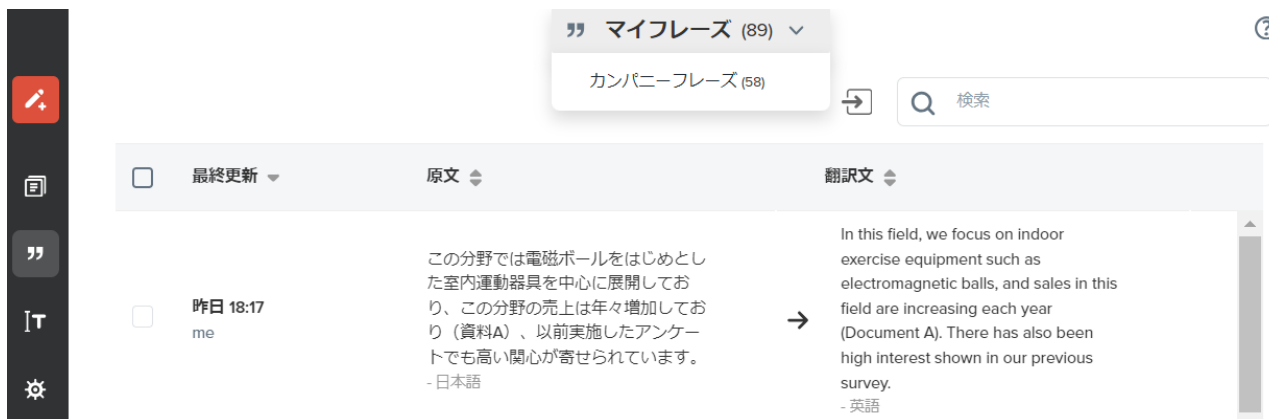 マイフレーズ (89)
カンパニーフレーズ (58)
検索
最終更新
原文
翻訳文
昨日 18:17
me
この分野では電磁ボールをはじめとし
た室内運動器具を中心に展開してお
り、この分野の売上は年々増加してお
り（資料A）、以前実施したアンケー
トでも高い関心が寄せられています。
- 日本語
In this field, we focus on indoor
exercise equipment such as
electromagnetic balls, and sales in this
field are increasing each year
(Document A). There has also been
high interest shown in our previous
survey.
- 英語